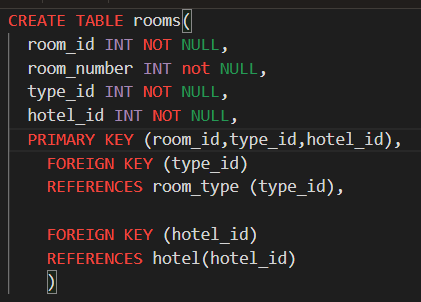 CREATE TABLE rooms(
room_id INT NOT NULL,
room_number INT not NULL,
type_id INT NOT NULL,
hotel_id INT NOT NULL,
PRIMARY KEY (room_id,type_id,hotel_id),
FOREIGN KEY (type_id)
REFERENCES room_type (type_id),
FOREIGN KEY (hotel_id)
REFERENCES hotel(hotel_id)
)